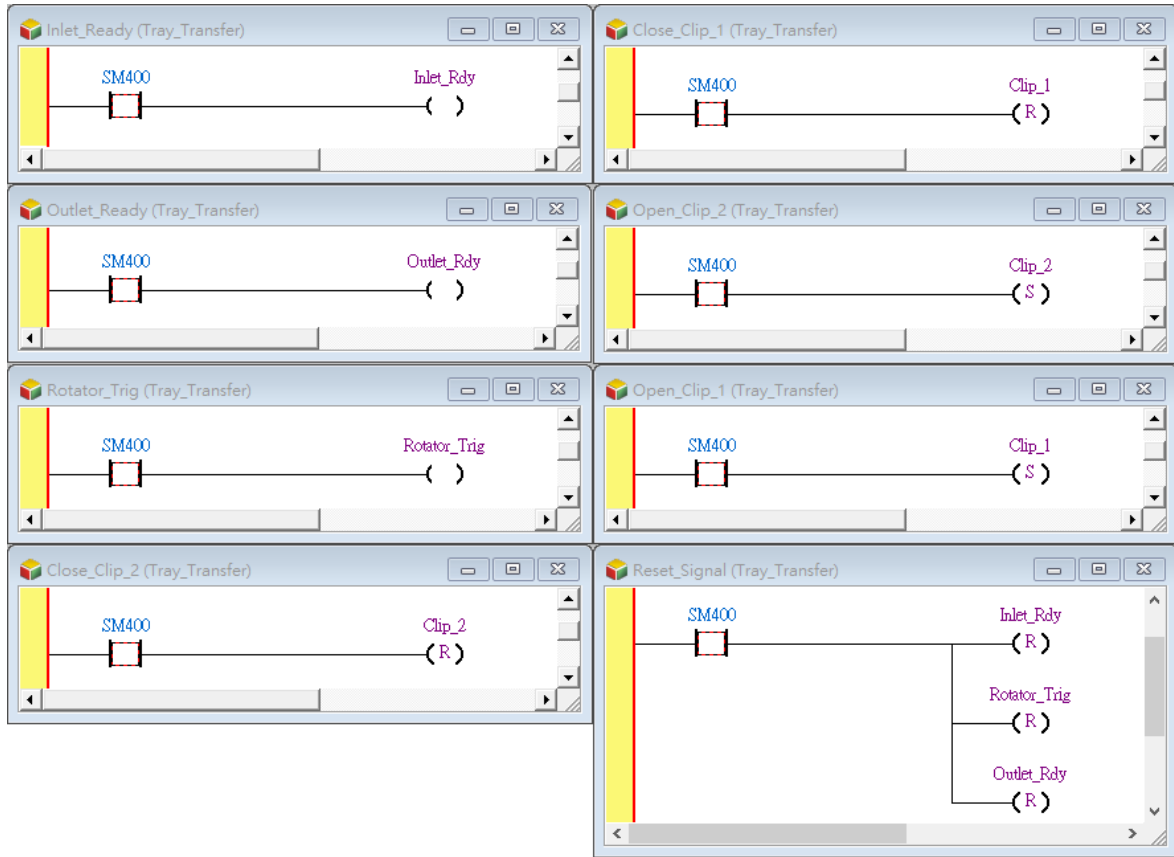 Inlet_Ready (Tray_Transfer)
SM400
Inlet_Rdy
Close_Clip_1 (Tray_Transfer)
SM400
Clip_1
R
Outlet_Ready (Tray_Transfer)
SM400
Outlet_Rdy
Open_Clip_2 (Tray_Transfer)
SM400
Clip_2
S
Rotator_Trig (Tray_Transfer)
SM400
Rotator_Trig
Open_Clip_1 (Tray_Transfer)
SM400
Clip_1
S
Close_Clip_2 (Tray_Transfer)
SM400
Clip_2
R
Reset_Signal (Tray_Transfer)
SM400
Inlet_Rdy
R
Rotator_Trig
R
Outlet_Rdy
R